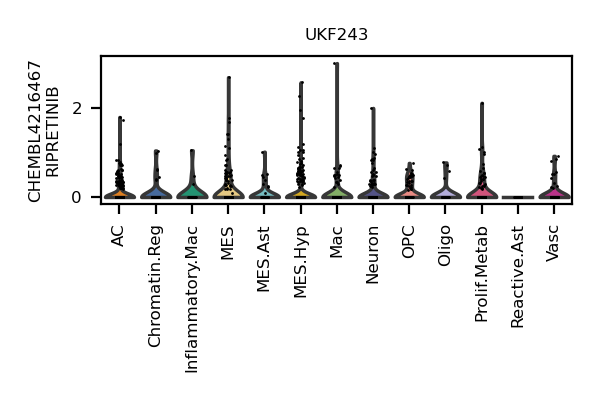 UKF243
CHEMBL4216467
RIPRETINIB
2
0
AC
Chromatin.Reg
Inflammatory.Mac
MES
MES.Ast
MES.Hyp
Mac
Neuron
OPC
Oligo
Prolif.Metab
Reactive.Ast
Vasc